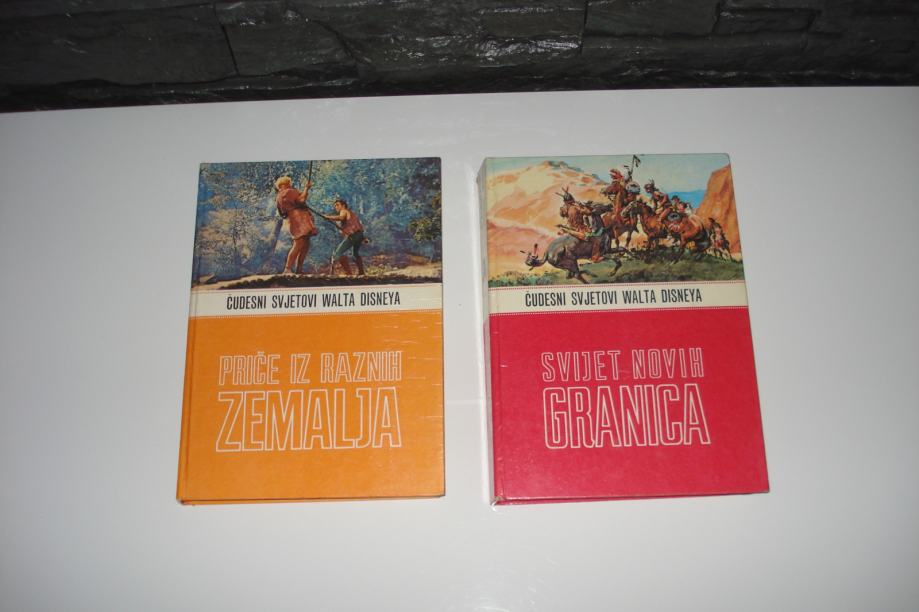 ČUDESNI SVJETOVI WALTA DISNEYA
PRIČE IZ RAZNIH
ZEMALJA
ČUDESNI SVJETOVI WALTA DISNEYA
SVIJET NOVIH
GRANICA